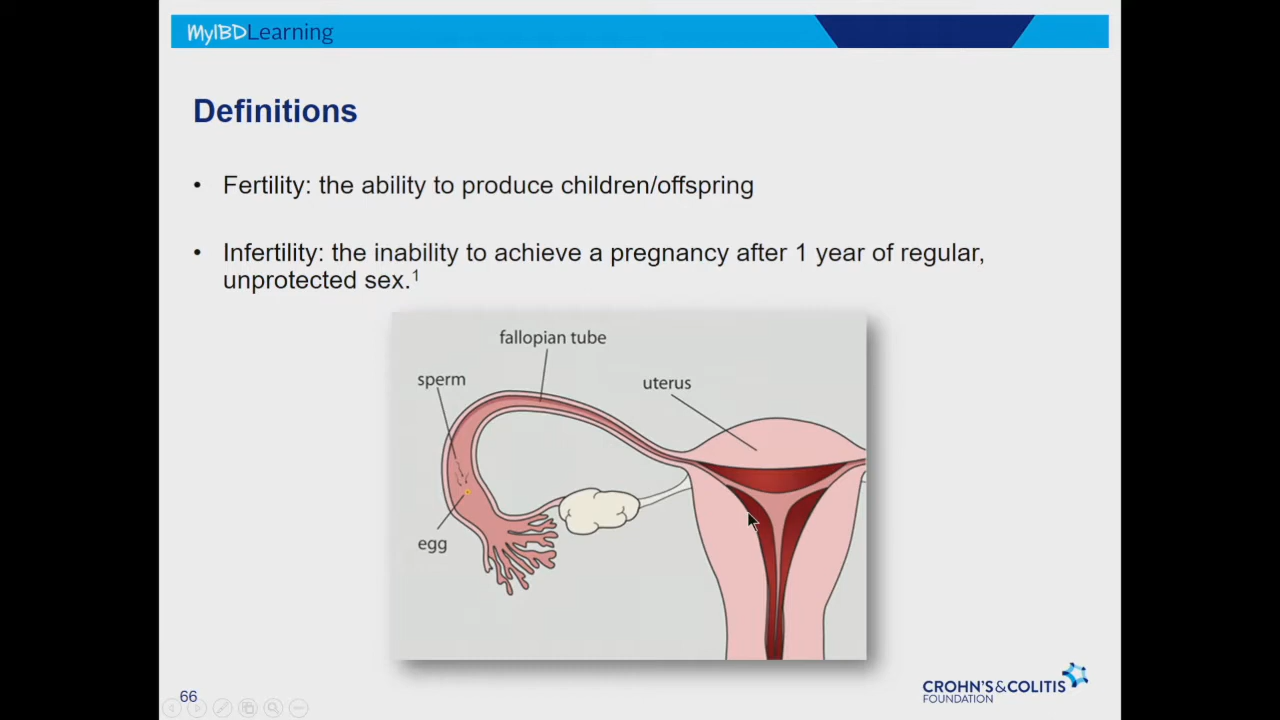 MyIBDLearning
Definitions
• Fertility: the ability to produce children/offspring
• Infertility: the inability to achieve a pregnancy after 1 year of regular,
unprotected sex.¹
fallopian tube
sperm
uterus
egg
66
CROHN'S&COLITIS
FOUNDATION